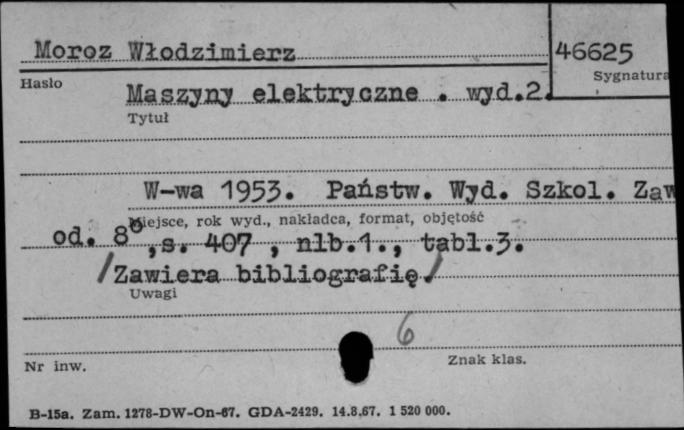 Moroz Włodzimierz
46625
Hasło
Sygnatura
Maszyny elektryczne . wyd.2.
Tytuł
W-wa 1953. Państw. Wyd. Szkol. Zaw
Miejsce, rok wyd., nakładca, format, objętość
od. 8⁰,s. 407 , nlb.1., tabl.3.
/Zawiera bibliografię/
Uwagi
6
Nr inw.
Znak klas.
B-15a. Zam. 1278-DW-On-67. GDA-2429. 14.8.67. 1 520 000.